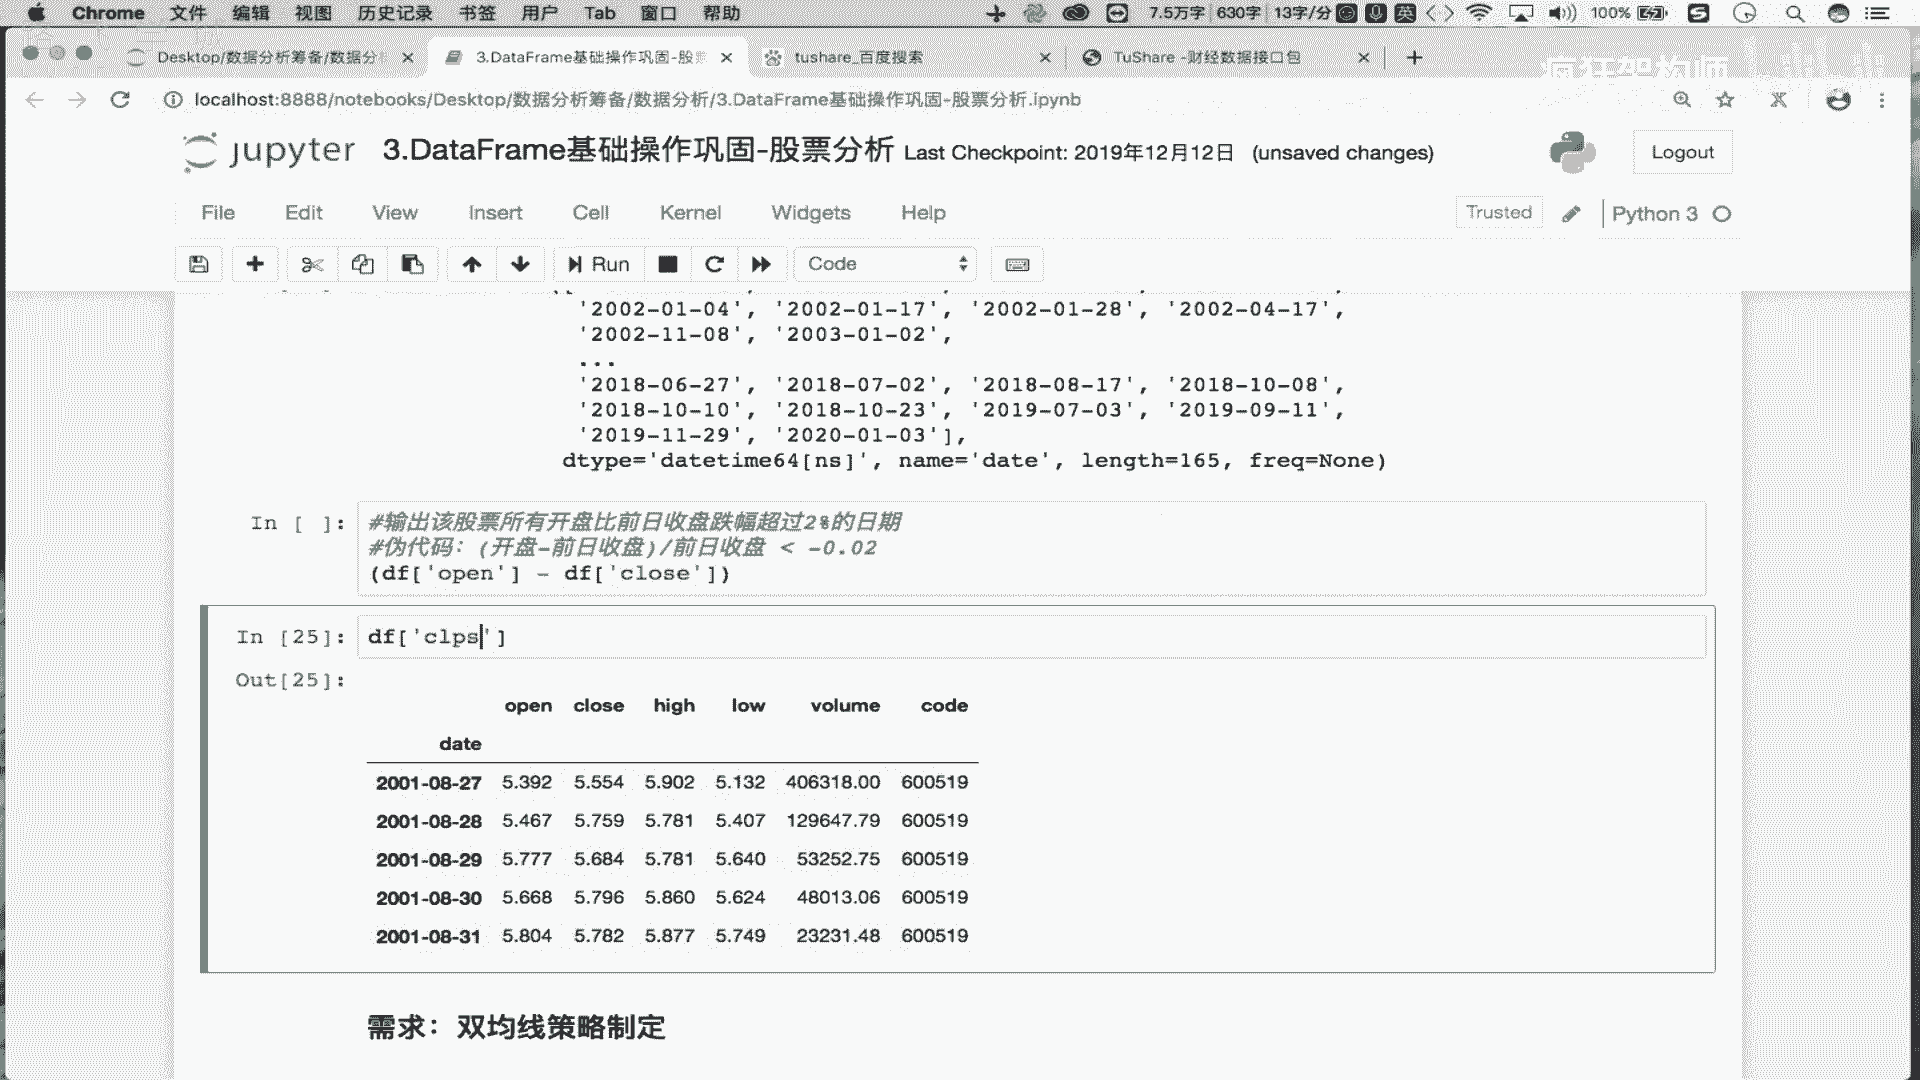 Chrome 文件 编辑 视图 历史记录 书签 用户 Tab 窗口 帮助 7.5万字 630字 13字/分 英 100%
Desktop/数据分析筹备/数据分 3.DataFrame基础操作巩固-股票 tushare_百度搜索 TuShare -财经数据接口包
疯狂架构师
localhost:8888/notebooks/Desktop/数据分析筹备/数据分析/3.DataFrame基础操作巩固-股票分析.ipynb
jupyter 3.DataFrame基础操作巩固-股票分析 Last Checkpoint: 2019年12月12日 (unsaved changes) Logout
File Edit View Insert Cell Kernel Widgets Help Trusted Python 3
Run Code
'2002-01-04', '2002-01-17', '2002-01-28', '2002-04-17',
'2002-11-08', '2003-01-02',
...
'2018-06-27', '2018-07-02', '2018-08-17', '2018-10-08',
'2018-10-10', '2018-10-23', '2019-07-03', '2019-09-11',
'2019-11-29', '2020-01-03'],
dtype='datetime64[ns]', name='date', length=165, freq=None)
In [ ]: #输出该股票所有开盘比前日收盘跌幅超过2%的日期
#伪代码：(开盘-前日收盘)/前日收盘 < -0.02
(df['open'] - df['close'])
In [25]: df['clps']
Out[25]:
open close high low volume code
date
2001-08-27 5.392 5.554 5.902 5.132 406318.00 600519
2001-08-28 5.467 5.759 5.781 5.407 129647.79 600519
2001-08-29 5.777 5.684 5.781 5.640 53252.75 600519
2001-08-30 5.668 5.796 5.860 5.624 48013.06 600519
2001-08-31 5.804 5.782 5.877 5.749 23231.48 600519
需求：双均线策略制定